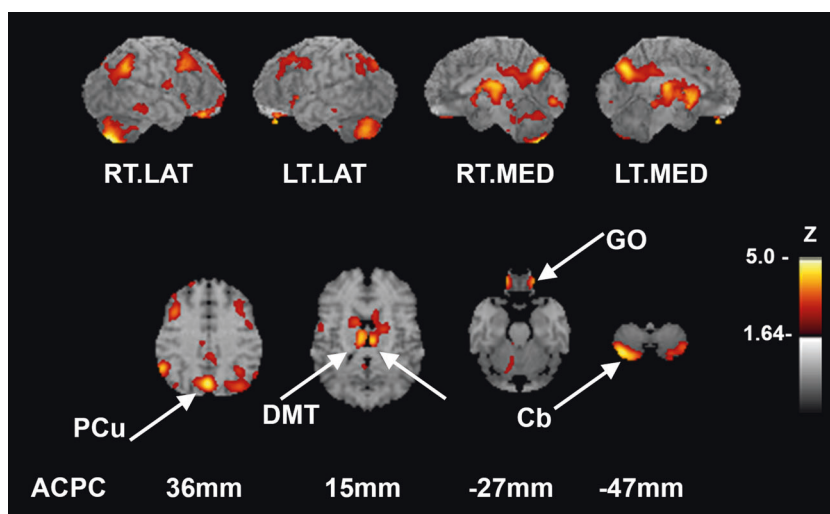 RT.LAT LT.LAT RT.MED LT.MED
GO
Z
5.0 -
1.64-
PCu
DMT
Cb
ACPC 36mm 15mm -27mm -47mm